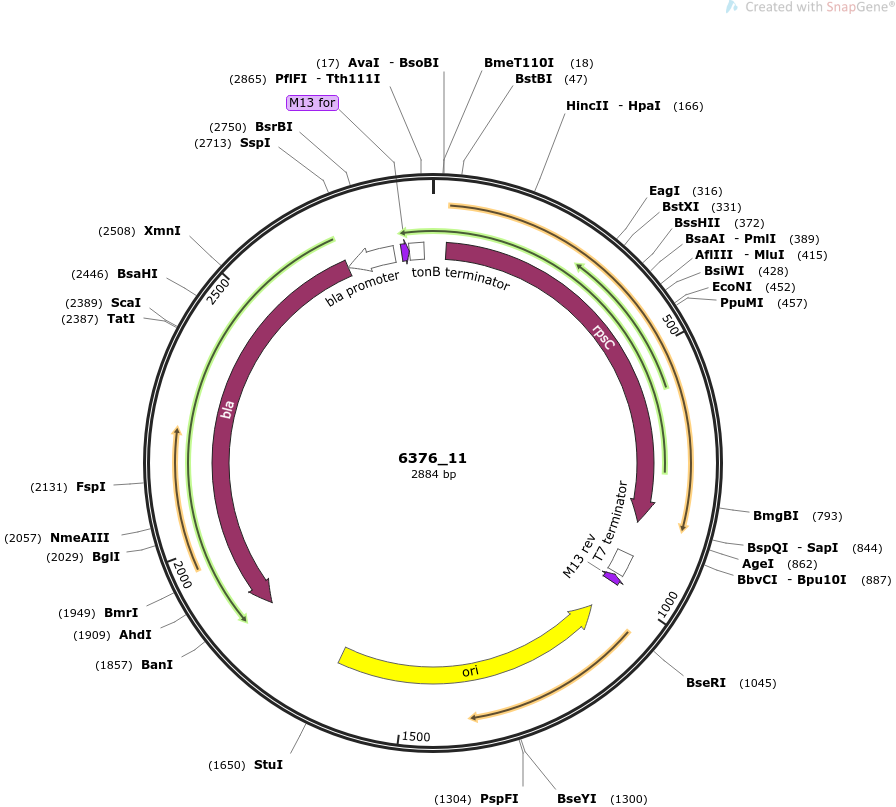 Created with SnapGene®
(17) AvaI - BsoBI
BmeT110I (18)
(2865) PflFI - Tth111I
BstBI (47)
M13 for
HincII - HpaI (166)
(2750) BsrBI
(2713) SspI
EagI (316)
BstXI (331)
BssHII (372)
(2508) XmnI
BsaAI - PmlI (389)
AflIII - MluI (415)
(2446) BsaHI
BsiWI (428)
EcoNI (452)
(2389) ScaI
PpuMI (457)
(2387) TatI
2500
500
bla promoter
tonB terminator
rpsC
bla
6376_11
2884 bp
(2131) FspI
T7 terminator
M13 rev
BmgBI (793)
(2057) NmeAIII
BspQI - SapI (844)
(2029) BglI
AgeI (862)
BbvCI - Bpu10I (887)
2000
1000
(1949) BmrI
(1909) AhdI
(1857) BanI
ori
BseRI (1045)
1500
(1650) StuI
(1304) PspFI
BseYI (1300)